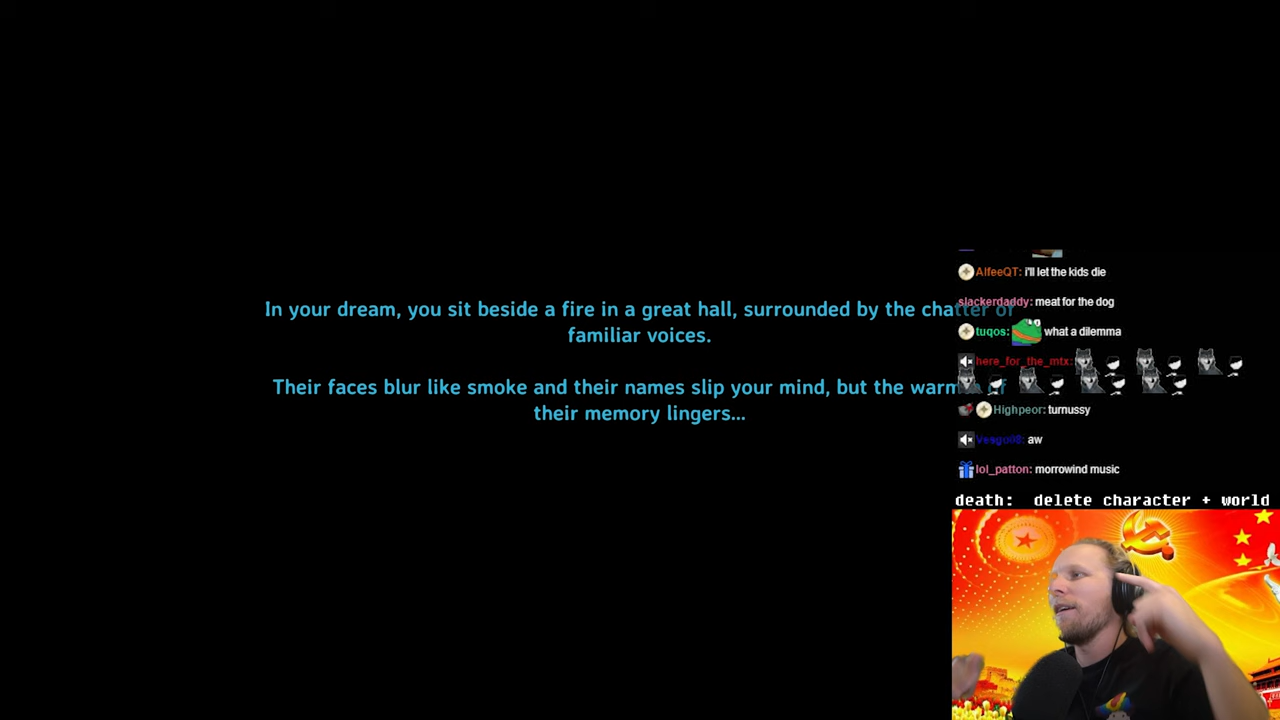 In your dream, you sit beside a fire in a great hall, surrounded by the chatter of
familiar voices.
Their faces blur like smoke and their names slip your mind, but the warmth of
their memory lingers...
AlfeeQT: i'll let the kids die
slackerdaddy: meat for the dog
tuqos: what a dilemma
here_for_the_mtx:
Highpeor: turnussy
aw
lol_patton: morrowind music
death: delete character + world